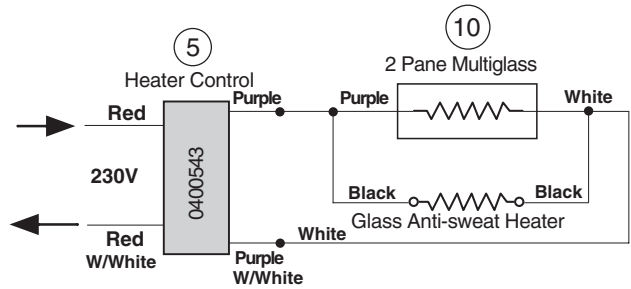 5
Heater Control
10
2 Pane Multiglass
Red
Purple
Purple
White
230V
0400543
Black
Black
Glass Anti-sweat Heater
Red
W/White
White
Purple
W/White